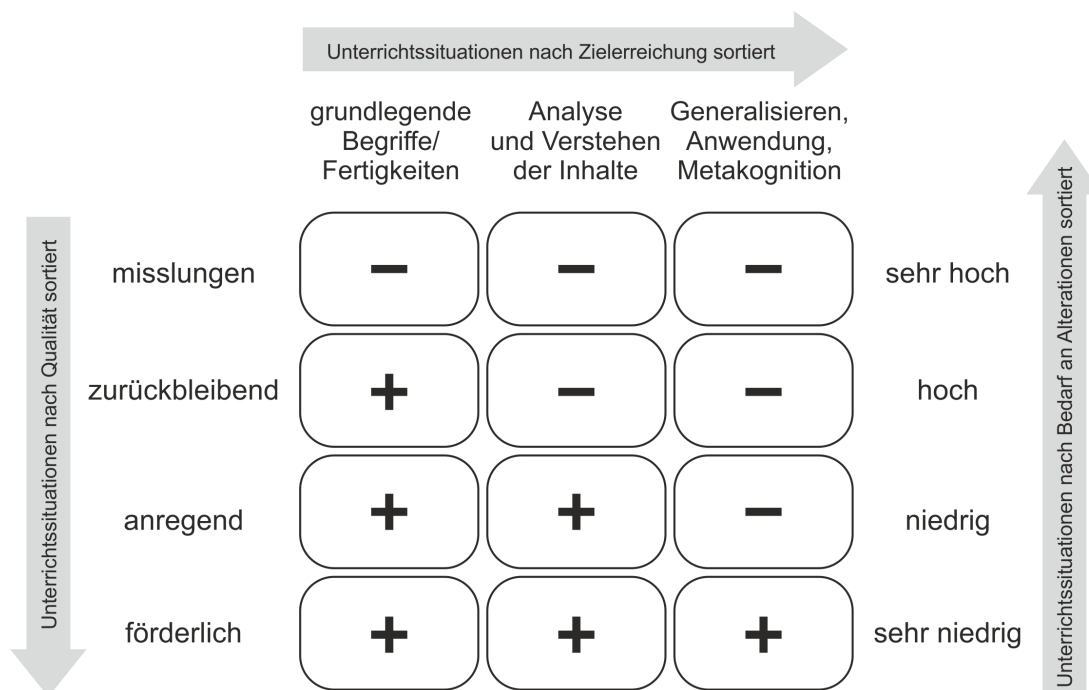 Unterrichtssituationen nach Zielerreichung sortiert
grundlegende
Begriffe/
Fertigkeiten
Analyse
und Verstehen
der Inhalte
Generalisieren,
Anwendung,
Metakognition
Unterrichtssituationen nach Qualität sortiert
misslungen
− − −
sehr hoch
zurückbleibend
+ − −
hoch
anregend
+ + −
niedrig
förderlich
+ + +
sehr niedrig
Unterrichtssituationen nach Bedarf an Alterationen sortiert